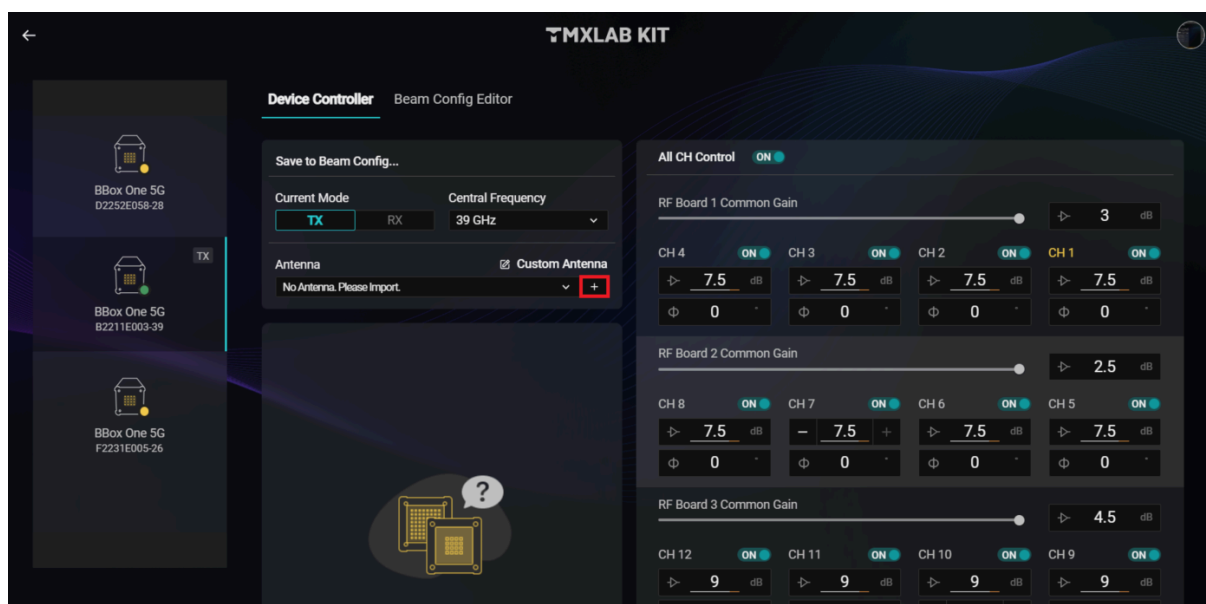 TMXLAB KIT
Device Controller Beam Config Editor
BBox One 5G
D2252E058-28
TX
BBox One 5G
B2211E003-39
BBox One 5G
F2231E005-26
Save to Beam Config...
Current Mode Central Frequency
TX RX 39 GHz
Antenna Custom Antenna
No Antenna. Please Import. +
?
All CH Control ON
RF Board 1 Common Gain
3 dB
CH 4 ON CH 3 ON CH 2 ON CH 1 ON
7.5 dB 7.5 dB 7.5 dB 7.5 dB
Φ 0 ° Φ 0 ° Φ 0 ° Φ 0 °
RF Board 2 Common Gain
2.5 dB
CH 8 ON CH 7 ON CH 6 ON CH 5 ON
7.5 dB − 7.5 + 7.5 dB 7.5 dB
Φ 0 ° Φ 0 ° Φ 0 ° Φ 0 °
RF Board 3 Common Gain
4.5 dB
CH 12 ON CH 11 ON CH 10 ON CH 9 ON
9 dB 9 dB 9 dB 9 dB